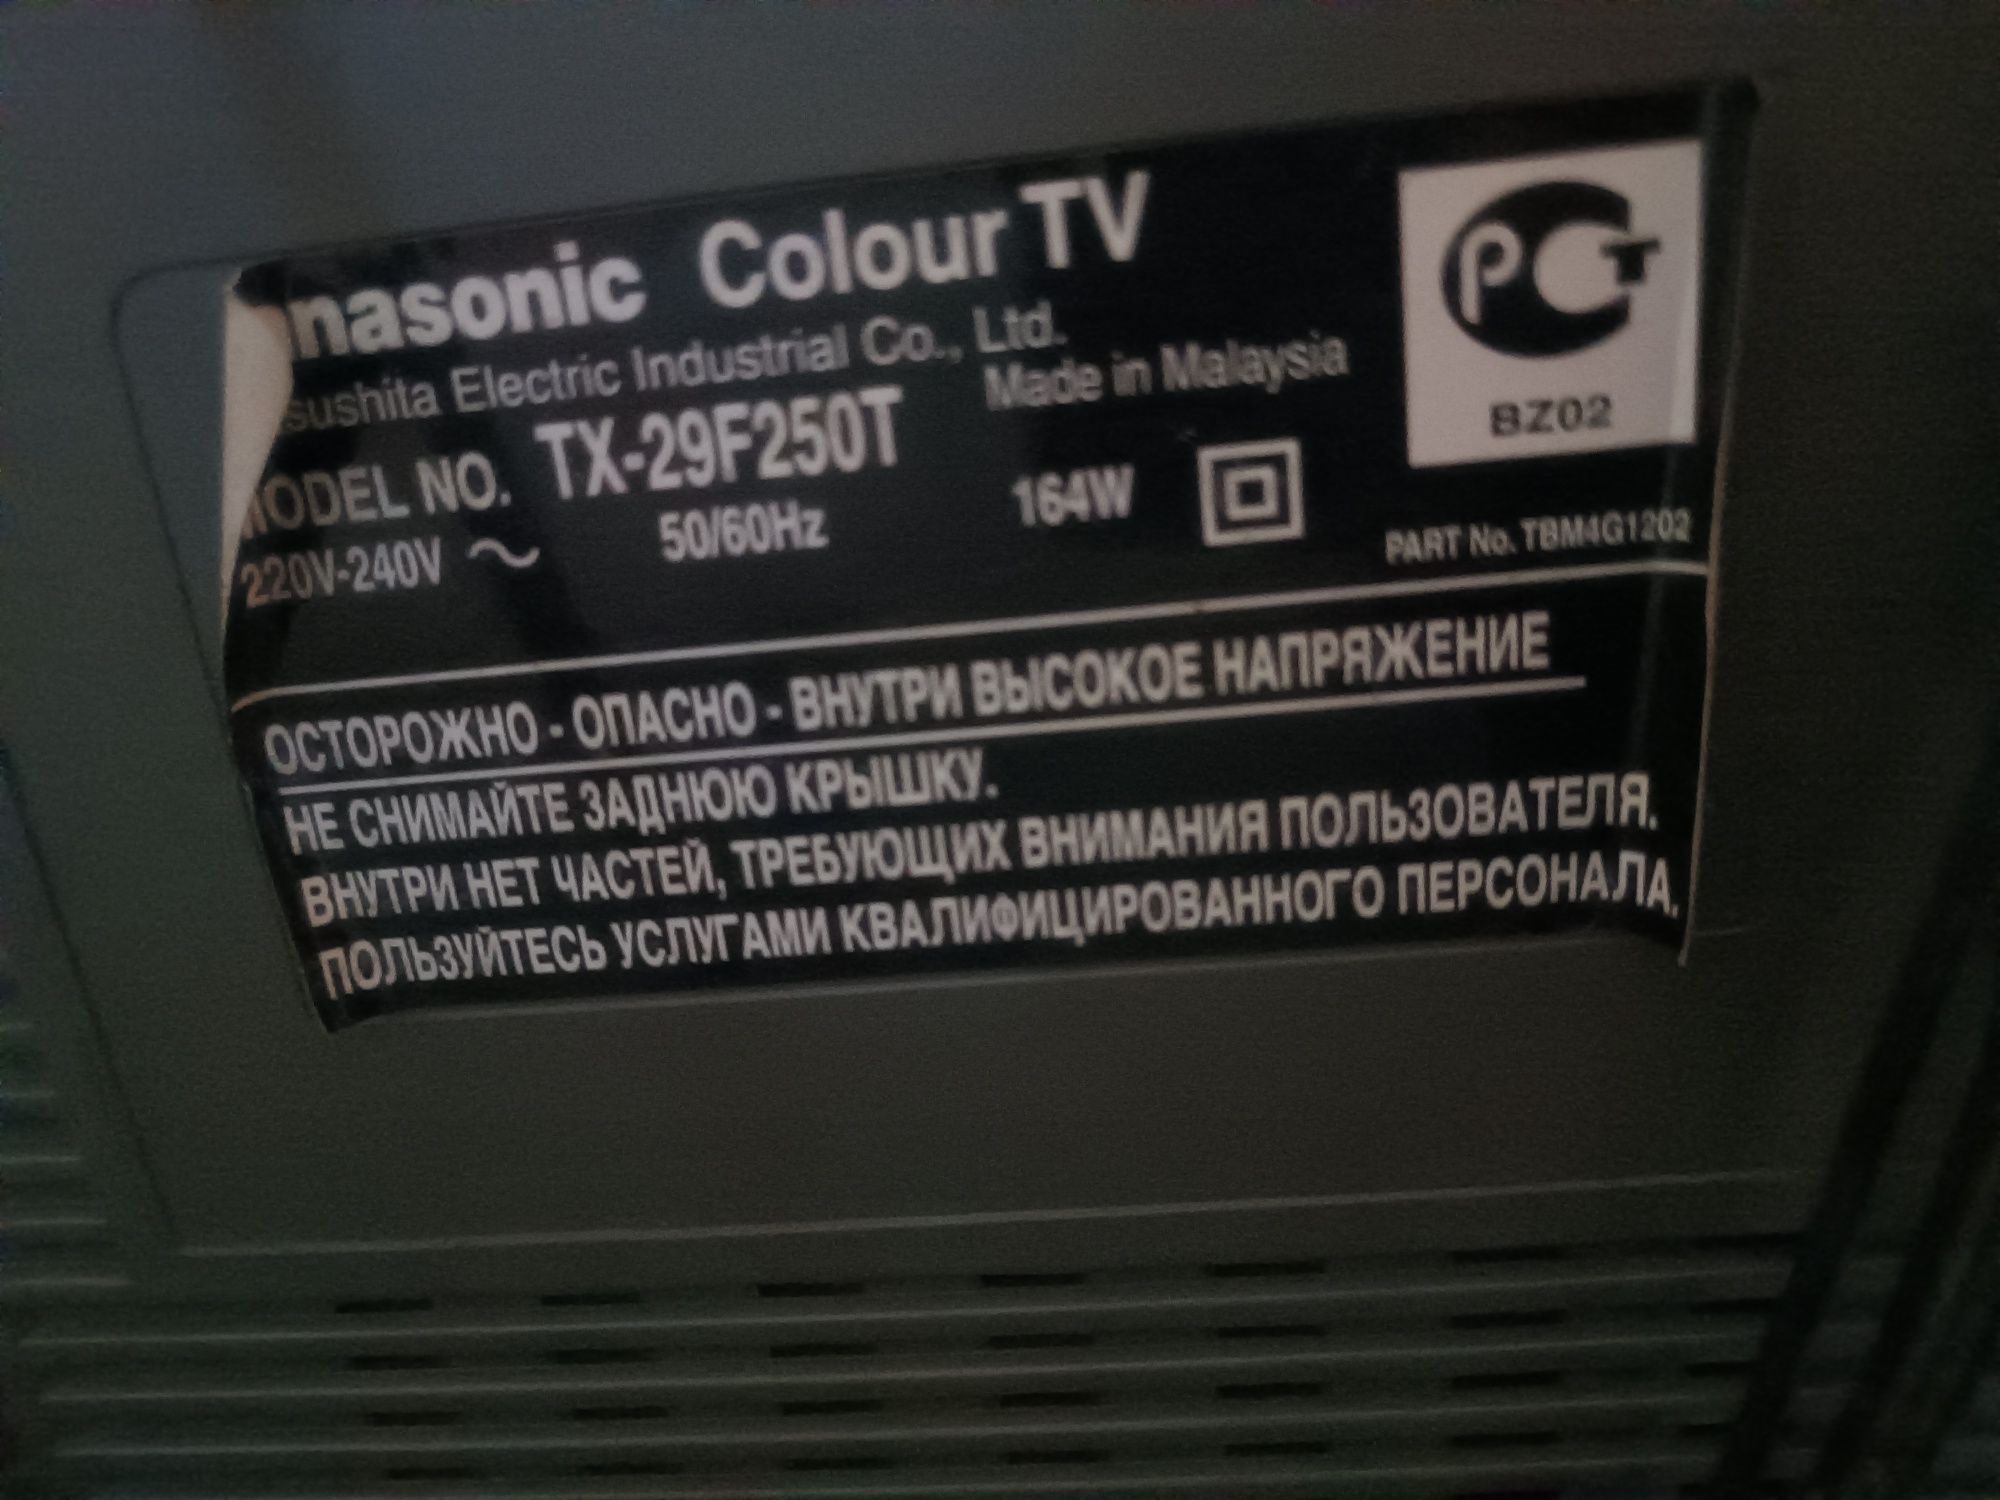 nasonic Colour TV
sushita Electric Industrial Co., Ltd.
MODEL NO. TX-29F250T Made in Malaysia
220V-240V ~ 50/60Hz 164W
РСТ
BZ02
PART No. TBM4G1202
ОСТОРОЖНО - ОПАСНО - ВНУТРИ ВЫСОКОЕ НАПРЯЖЕНИЕ
НЕ СНИМАЙТЕ ЗАДНЮЮ КРЫШКУ.
ВНУТРИ НЕТ ЧАСТЕЙ, ТРЕБУЮЩИХ ВНИМАНИЯ ПОЛЬЗОВАТЕЛЯ.
ПОЛЬЗУЙТЕСЬ УСЛУГАМИ КВАЛИФИЦИРОВАННОГО ПЕРСОНАЛА.